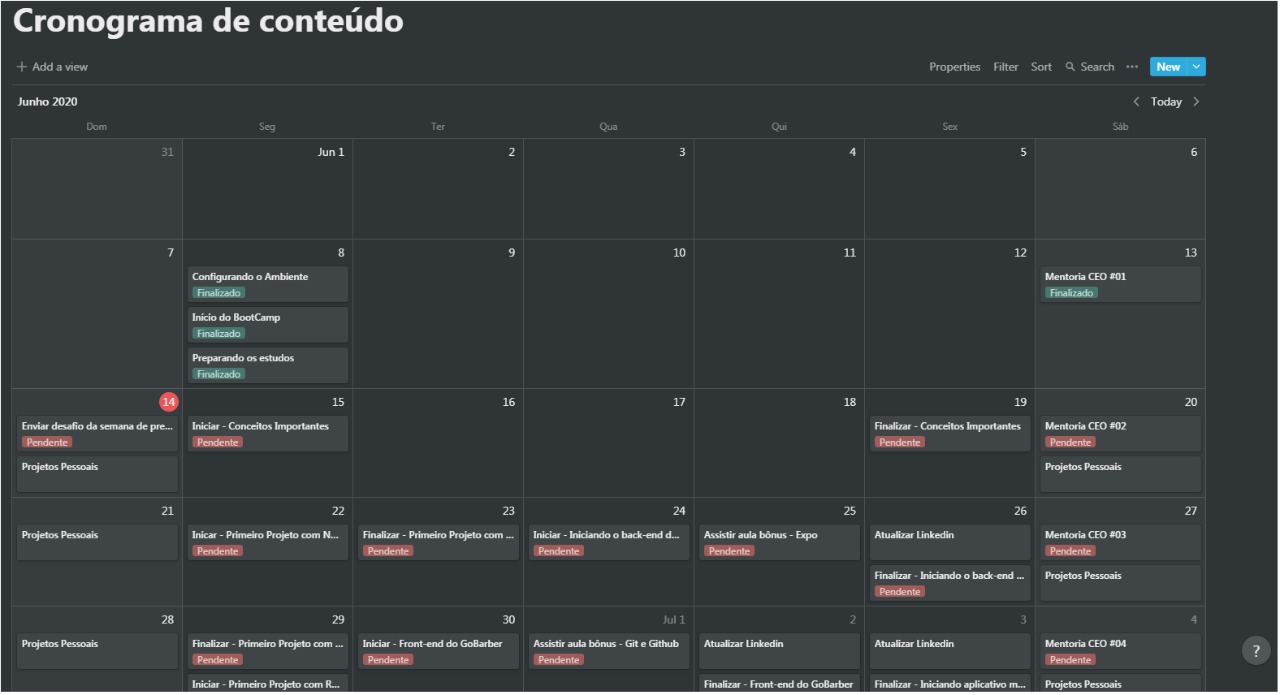 Cronograma de conteúdo
+ Add a view
Properties Filter Sort Search ··· New
Junho 2020
< Today >
Dom Seg Ter Qua Qui Sex Sáb
31 Jun 1 2 3 4 5 6
7 8 9 10 11 12 13
Configurando o Ambiente
Finalizado
Início do BootCamp
Finalizado
Preparando os estudos
Finalizado
Mentoria CEO #01
Finalizado
14 15 16 17 18 19 20
Enviar desafio da semana de pre...
Pendente
Projetos Pessoais
Iniciar - Conceitos Importantes
Pendente
Finalizar - Conceitos Importantes
Pendente
Mentoria CEO #02
Pendente
Projetos Pessoais
21 22 23 24 25 26 27
Projetos Pessoais
Inicar - Primeiro Projeto com N...
Pendente
Finalizar - Primeiro Projeto com ...
Pendente
Iniciar - Iniciando o back-end d...
Pendente
Assistir aula bônus - Expo
Pendente
Atualizar Linkedin
Finalizar - Iniciando o back-end ...
Pendente
Mentoria CEO #03
Pendente
Projetos Pessoais
28 29 30 Jul 1 2 3 4
Projetos Pessoais
Finalizar - Primeiro Projeto com ...
Pendente
Iniciar - Primeiro Projeto com R...
Iniciar - Front-end do GoBarber
Pendente
Assistir aula bônus - Git e Github
Pendente
Atualizar Linkedin
Finalizar - Front-end do GoBarber
Atualizar Linkedin
Finalizar - Iniciando aplicativo m...
Mentoria CEO #04
Pendente
Projetos Pessoais
?